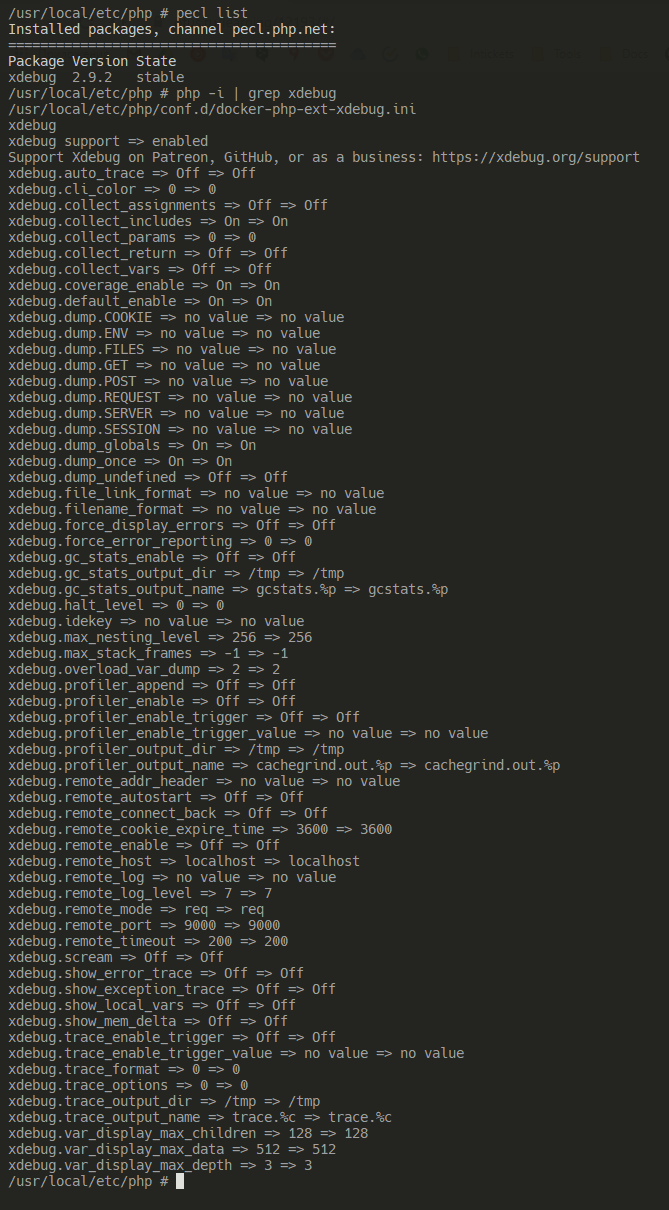 /usr/local/etc/php # pecl list
Installed packages, channel pecl.php.net:
=========================================
Package Version State
xdebug  2.9.2   stable
/usr/local/etc/php # php -i | grep xdebug
/usr/local/etc/php/conf.d/docker-php-ext-xdebug.ini
xdebug
xdebug support => enabled
Support Xdebug on Patreon, GitHub, or as a business: https://xdebug.org/support
xdebug.auto_trace => Off => Off
xdebug.cli_color => 0 => 0
xdebug.collect_assignments => Off => Off
xdebug.collect_includes => On => On
xdebug.collect_params => 0 => 0
xdebug.collect_return => Off => Off
xdebug.collect_vars => Off => Off
xdebug.coverage_enable => On => On
xdebug.default_enable => On => On
xdebug.dump.COOKIE => no value => no value
xdebug.dump.ENV => no value => no value
xdebug.dump.FILES => no value => no value
xdebug.dump.GET => no value => no value
xdebug.dump.POST => no value => no value
xdebug.dump.REQUEST => no value => no value
xdebug.dump.SERVER => no value => no value
xdebug.dump.SESSION => no value => no value
xdebug.dump_globals => On => On
xdebug.dump_once => On => On
xdebug.dump_undefined => Off => Off
xdebug.file_link_format => no value => no value
xdebug.filename_format => no value => no value
xdebug.force_display_errors => Off => Off
xdebug.force_error_reporting => 0 => 0
xdebug.gc_stats_enable => Off => Off
xdebug.gc_stats_output_dir => /tmp => /tmp
xdebug.gc_stats_output_name => gcstats.%p => gcstats.%p
xdebug.halt_level => 0 => 0
xdebug.idekey => no value => no value
xdebug.max_nesting_level => 256 => 256
xdebug.max_stack_frames => -1 => -1
xdebug.overload_var_dump => 2 => 2
xdebug.profiler_append => Off => Off
xdebug.profiler_enable => Off => Off
xdebug.profiler_enable_trigger => Off => Off
xdebug.profiler_enable_trigger_value => no value => no value
xdebug.profiler_output_dir => /tmp => /tmp
xdebug.profiler_output_name => cachegrind.out.%p => cachegrind.out.%p
xdebug.remote_addr_header => no value => no value
xdebug.remote_autostart => Off => Off
xdebug.remote_connect_back => Off => Off
xdebug.remote_cookie_expire_time => 3600 => 3600
xdebug.remote_enable => Off => Off
xdebug.remote_host => localhost => localhost
xdebug.remote_log => no value => no value
xdebug.remote_log_level => 7 => 7
xdebug.remote_mode => req => req
xdebug.remote_port => 9000 => 9000
xdebug.remote_timeout => 200 => 200
xdebug.scream => Off => Off
xdebug.show_error_trace => Off => Off
xdebug.show_exception_trace => Off => Off
xdebug.show_local_vars => Off => Off
xdebug.show_mem_delta => Off => Off
xdebug.trace_enable_trigger => Off => Off
xdebug.trace_enable_trigger_value => no value => no value
xdebug.trace_format => 0 => 0
xdebug.trace_options => 0 => 0
xdebug.trace_output_dir => /tmp => /tmp
xdebug.trace_output_name => trace.%c => trace.%c
xdebug.var_display_max_children => 128 => 128
xdebug.var_display_max_data => 512 => 512
xdebug.var_display_max_depth => 3 => 3
/usr/local/etc/php #